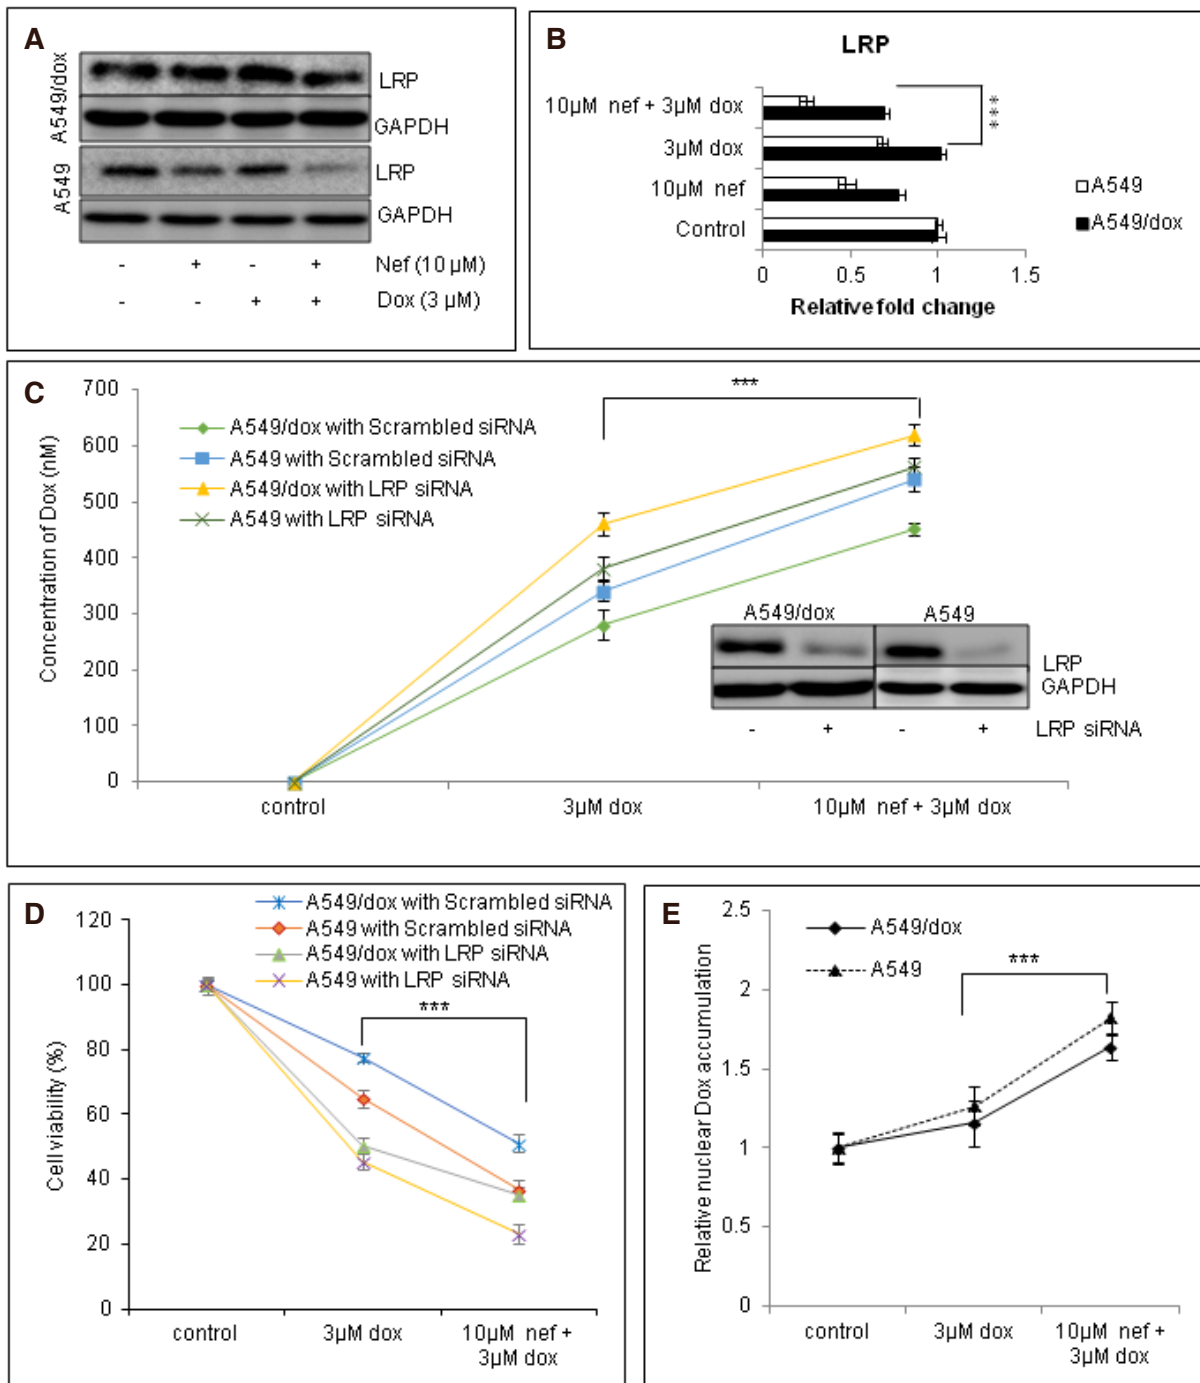 A
A549/dox
LRP
GAPDH
A549
LRP
GAPDH
- + - + Nef (10 µM)
- - + + Dox (3 µM)
B
LRP
10µM nef + 3µM dox
3µM dox
10µM nef
Control
***
A549
A549/dox
0 0.5 1 1.5
Relative fold change
C
Concentration of Dox (nM)
700
600
500
400
300
200
100
0
A549/dox with Scrambled siRNA
A549 with Scrambled siRNA
A549/dox with LRP siRNA
A549 with LRP siRNA
***
A549/dox A549
LRP
GAPDH
- + - + LRP siRNA
control 3µM dox 10µM nef + 3µM dox
D
Cell viability (%)
120
100
80
60
40
20
0
A549/dox with Scrambled siRNA
A549 with Scrambled siRNA
A549/dox with LRP siRNA
A549 with LRP siRNA
***
control 3µM dox 10µM nef +
3µM dox
E
Relative nuclear Dox accumulation
2.5
2
1.5
1
0.5
0
A549/dox
A549
***
control 3µM dox 10µM nef +
3µM dox